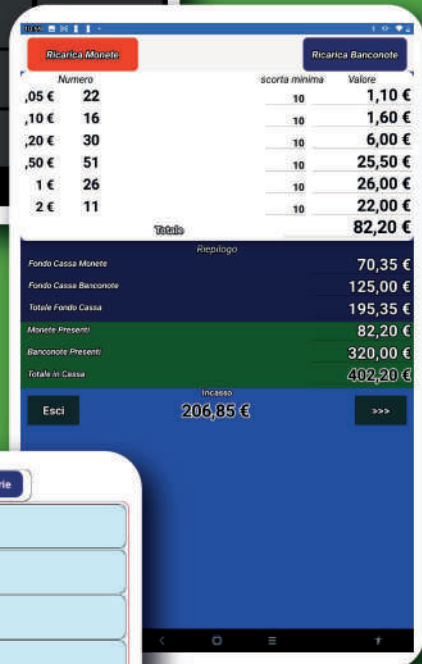 Ricarica Monete Ricarica Banconote
Numero scorta minima Valore
,05 € 22 10 1,10 €
,10 € 16 10 1,60 €
,20 € 30 10 6,00 €
,50 € 51 10 25,50 €
1 € 26 10 26,00 €
2 € 11 10 22,00 €
Totale 82,20 €
Riepilogo
Fondo Cassa Monete 70,35 €
Fondo Cassa Banconote 125,00 €
Totale Fondo Cassa 195,35 €
Monete Presenti 82,20 €
Banconote Presenti 320,00 €
Totale in Cassa 402,20 €
Incasso
Esci 206,85 € >>>
rie